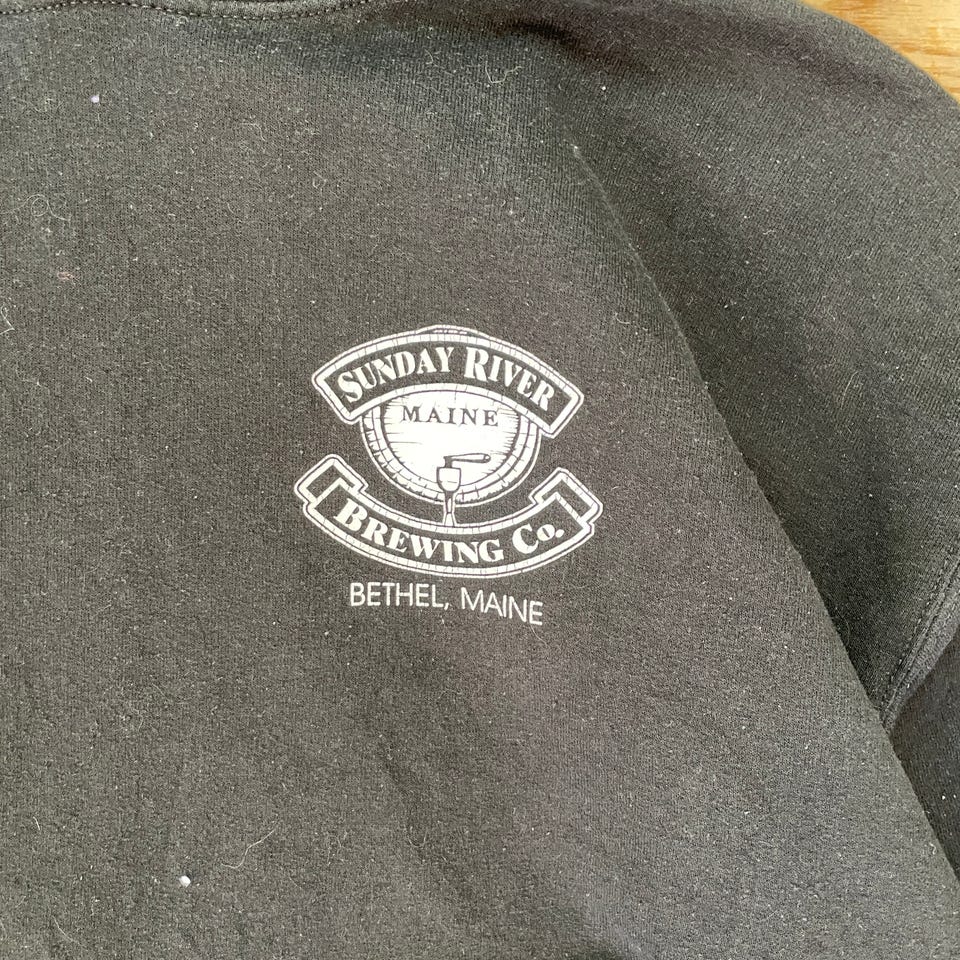 SUNDAY RIVER
MAINE
BREWING CO.
BETHEL, MAINE